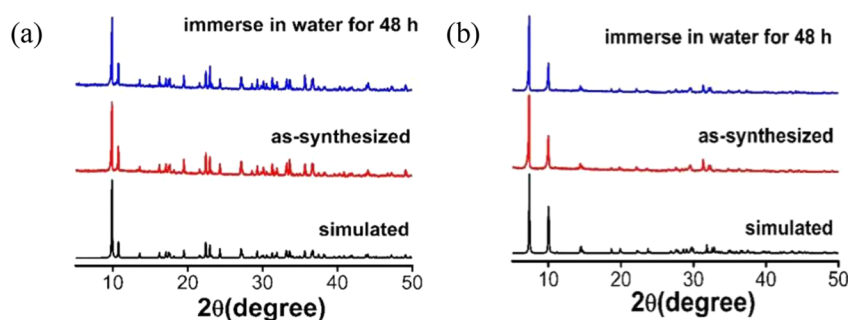 (a)
immerse in water for 48 h
as-synthesized
simulated
10 20 30 40 50
2θ(degree)
(b)
immerse in water for 48 h
as-synthesized
simulated
10 20 30 40 50
2θ(degree)